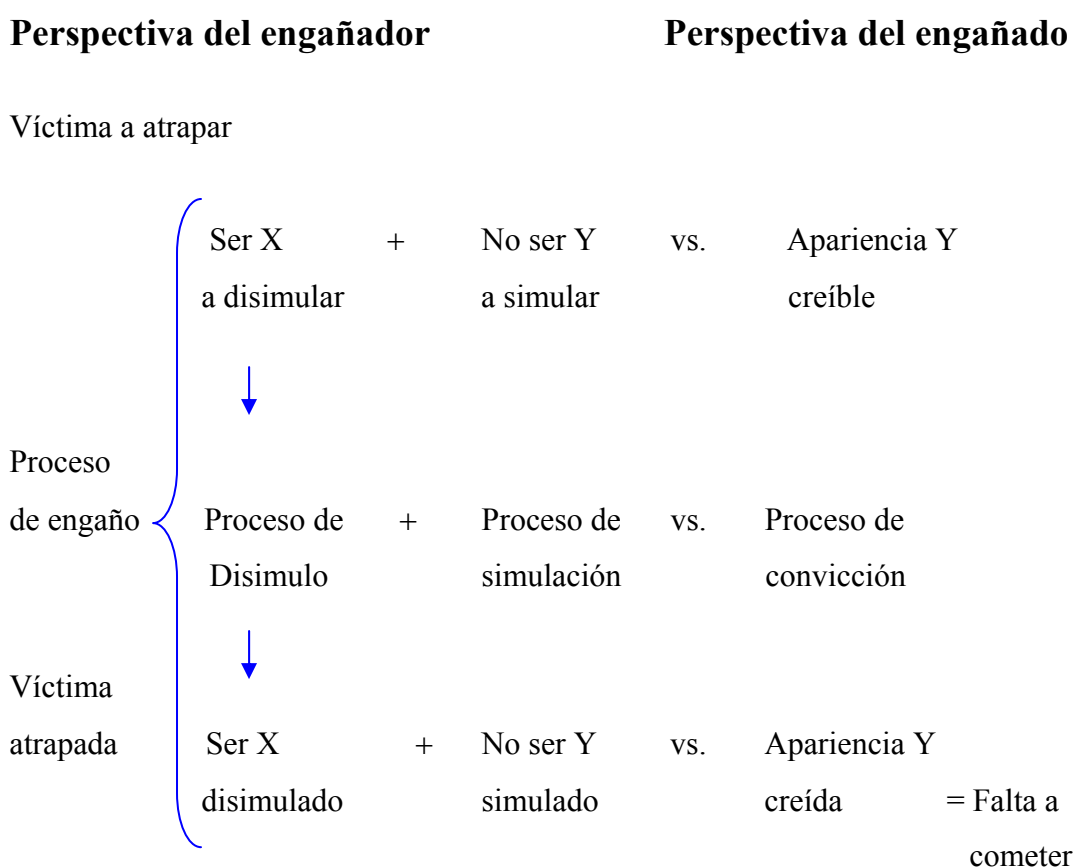 Perspectiva del engañador Perspectiva del engañado
Víctima a atrapar
Ser X + No ser Y vs. Apariencia Y
a disimular a simular creíble
Proceso
de engaño Proceso de + Proceso de vs. Proceso de
Disimulo simulación convicción
Víctima
atrapada Ser X + No ser Y vs. Apariencia Y
disimulado simulado creída = Falta a
cometer